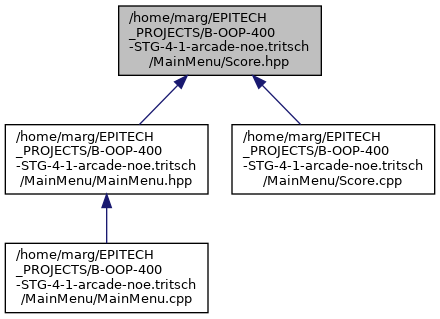 /home/marg/EPITECH
_PROJECTS/B-OOP-400
-STG-4-1-arcade-noe.tritsch
/MainMenu/Score.hpp
/home/marg/EPITECH
_PROJECTS/B-OOP-400
-STG-4-1-arcade-noe.tritsch
/MainMenu/MainMenu.hpp
/home/marg/EPITECH
_PROJECTS/B-OOP-400
-STG-4-1-arcade-noe.tritsch
/MainMenu/Score.cpp
/home/marg/EPITECH
_PROJECTS/B-OOP-400
-STG-4-1-arcade-noe.tritsch
/MainMenu/MainMenu.cpp